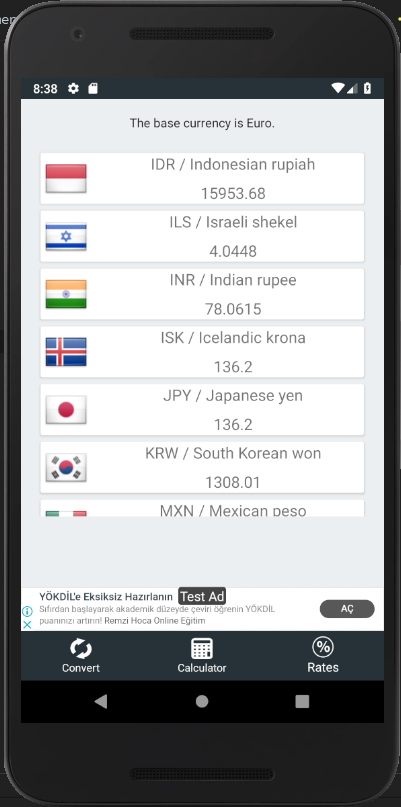 er
8:38
The base currency is Euro.
IDR / Indonesian rupiah
15953.68
ILS / Israeli shekel
4.0448
INR / Indian rupee
78.0615
ISK / Icelandic krona
136.2
JPY / Japanese yen
136.2
KRW / South Korean won
1308.01
MXN / Mexican peso
YÖKDİL'e Eksiksiz Hazırlanın Test Ad
Sıfırdan başlayarak akademik düzeyde çeviri öğrenin YÖKDİL
puanınızı artırın! Remzi Hoca Online Eğitim
AÇ
Convert
Calculator
Rates